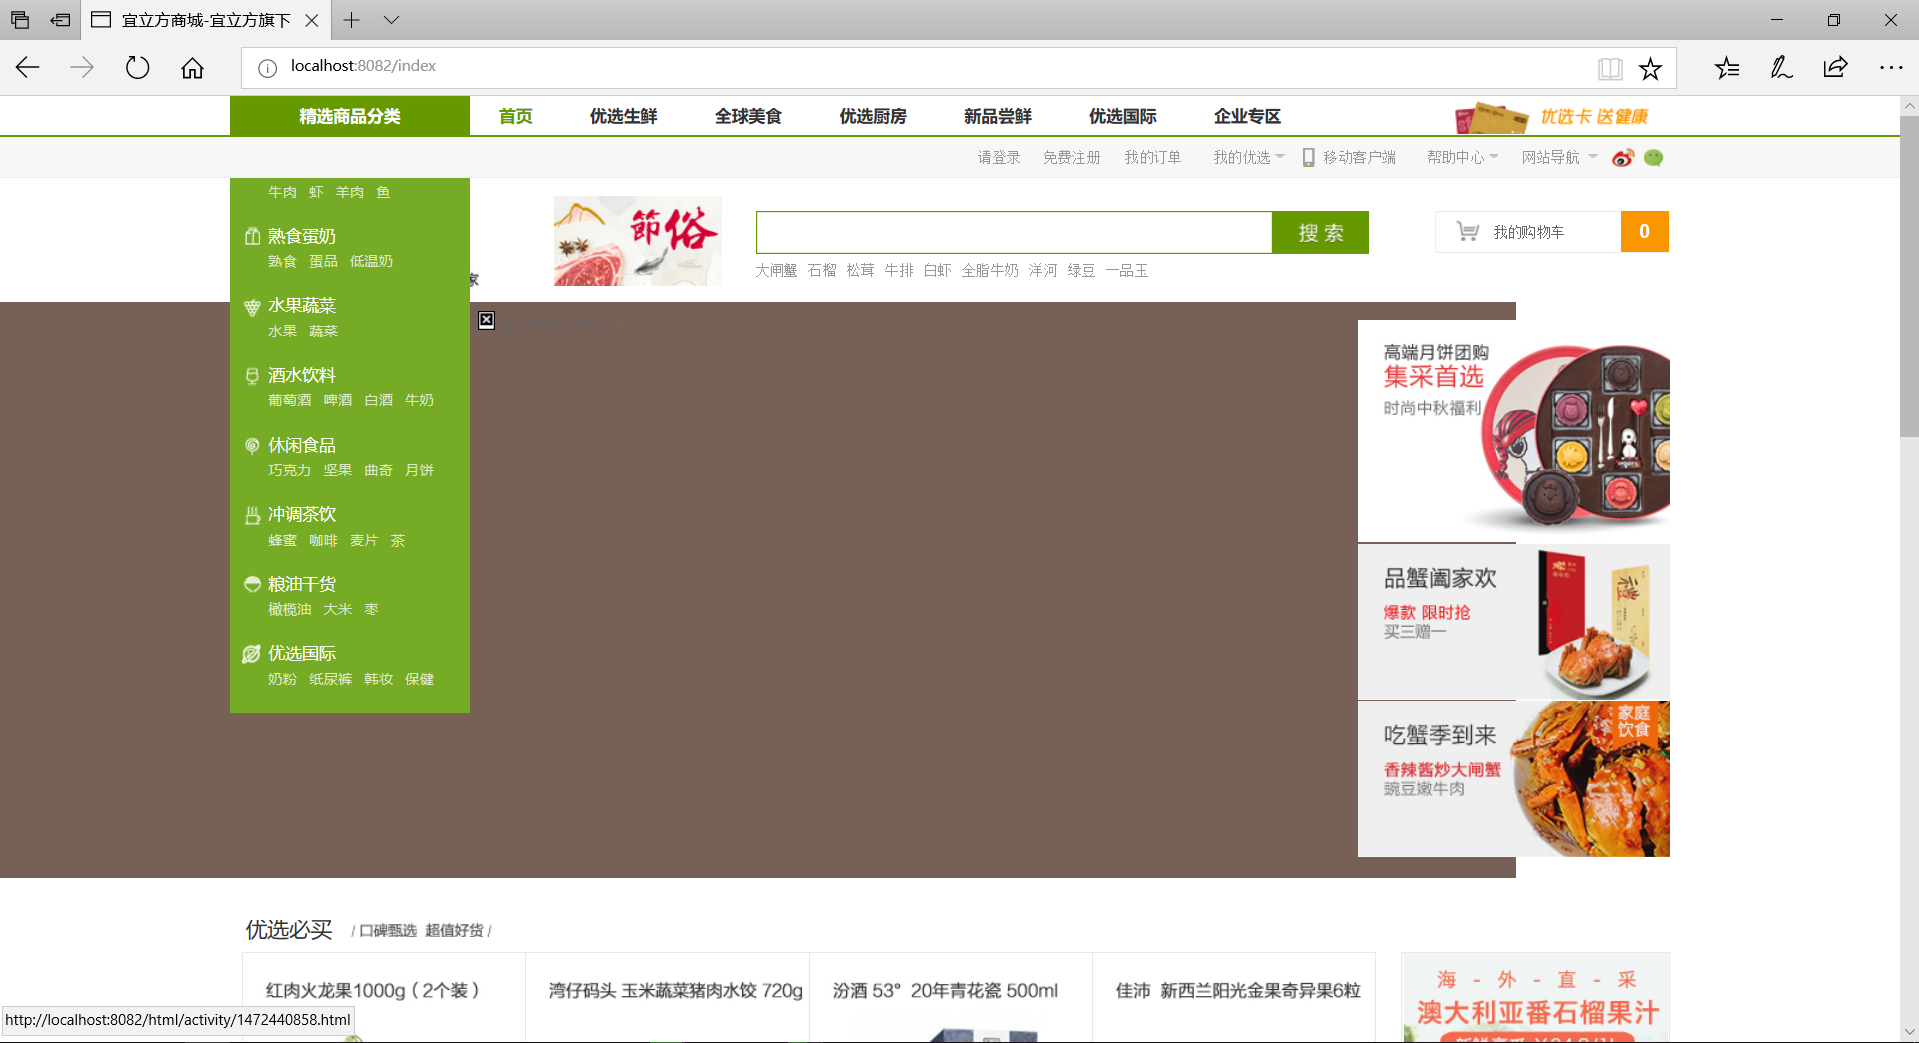 宜立方商城-宜立方旗下
localhost:8082/index
精选商品分类 首页 优选生鲜 全球美食 优选厨房 新品尝鲜 优选国际 企业专区 优选卡 送健康
请登录 免费注册 我的订单 我的优选 移动客户端 帮助中心 网站导航
牛肉 虾 羊肉 鱼
熟食蛋奶
熟食 蛋品 低温奶
水果蔬菜
水果 蔬菜
酒水饮料
葡萄酒 啤酒 白酒 牛奶
休闲食品
巧克力 坚果 曲奇 月饼
冲调茶饮
蜂蜜 咖啡 麦片 茶
粮油干货
橄榄油 大米 枣
优选国际
奶粉 纸尿裤 韩妆 保健
家
節俗
搜索
大闸蟹 石榴 松茸 牛排 白虾 全脂牛奶 洋河 绿豆 一品玉
我的购物车 0
高端月饼团购
集采首选
时尚中秋福利
品蟹阖家欢
爆款 限时抢
买三赠一
吃蟹季到来
香辣酱炒大闸蟹
豌豆嫩牛肉
家庭
饮食
优选必买 / 口碑甄选 超值好货 /
红肉火龙果1000g（2个装）
湾仔码头 玉米蔬菜猪肉水饺 720g
汾酒 53° 20年青花瓷 500ml
佳沛 新西兰阳光金果奇异果6粒
海-外-直-采
澳大利亚番石榴果汁
http://localhost:8082/html/activity/1472440858.html